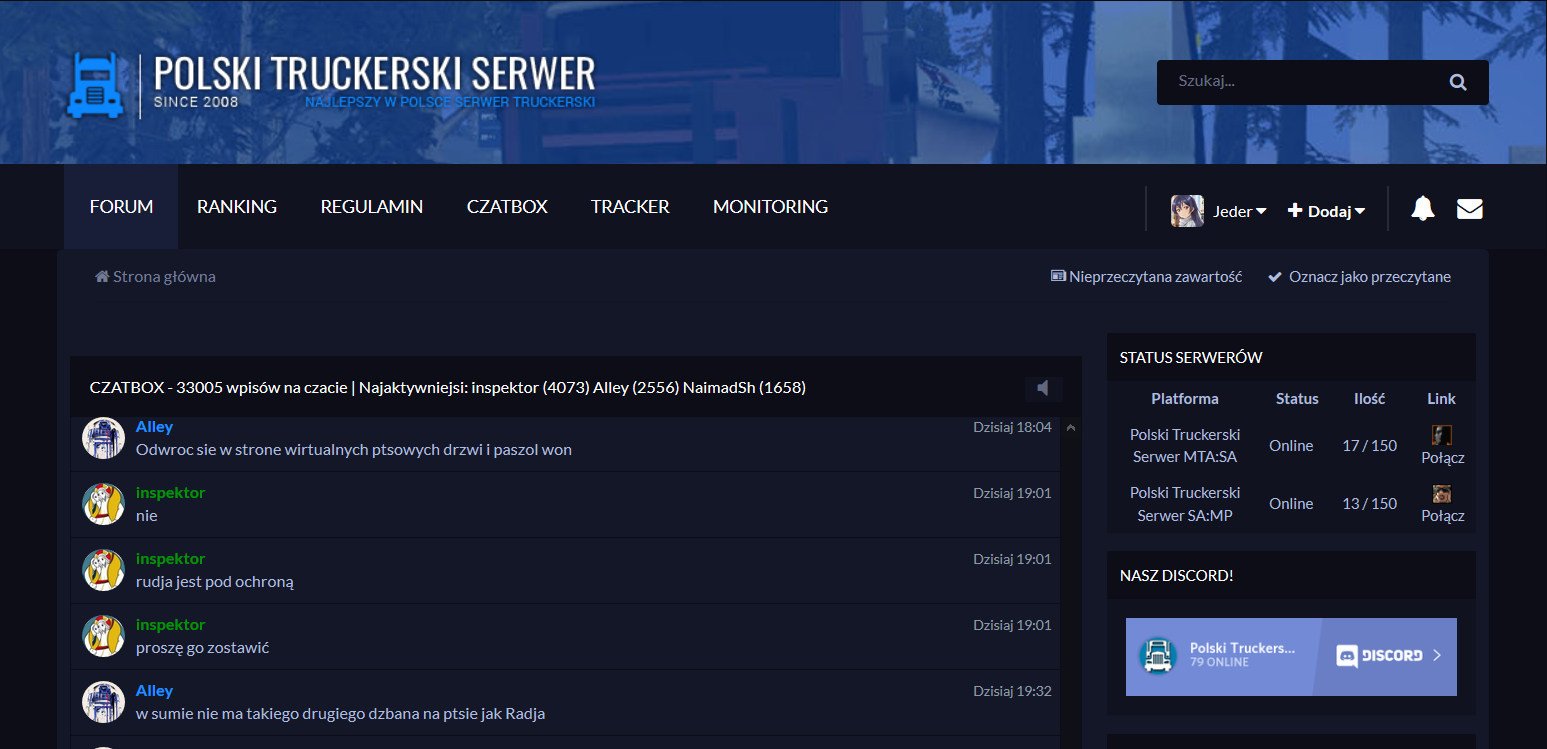 POLSKI TRUCKERSKI SERWER
SINCE 2008 NAJLEPSZY W POLSCE SERWER TRUCKERSKI
Szukaj...
FORUM RANKING REGULAMIN CZATBOX TRACKER MONITORING
Jeder Dodaj
Strona główna
Nieprzeczytana zawartość Oznacz jako przeczytane
CZATBOX - 33005 wpisów na czacie | Najaktywniejsi: inspektor (4073) Alley (2556) NaimadSh (1658)
Alley Dzisiaj 18:04
Odwroc sie w strone wirtualnych ptsowych drzwi i paszol won
inspektor Dzisiaj 19:01
nie
inspektor Dzisiaj 19:01
rudja jest pod ochroną
inspektor Dzisiaj 19:01
proszę go zostawić
Alley Dzisiaj 19:32
w sumie nie ma takiego drugiego dzbana na ptsie jak Radja
STATUS SERWERÓW
Platforma Status Ilość Link
Polski Truckerski
Serwer MTA:SA
Online
17 / 150
Połącz
Polski Truckerski
Serwer SA:MP
Online
13 / 150
Połącz
NASZ DISCORD!
Polski Truckers...
79 ONLINE
DISCORD